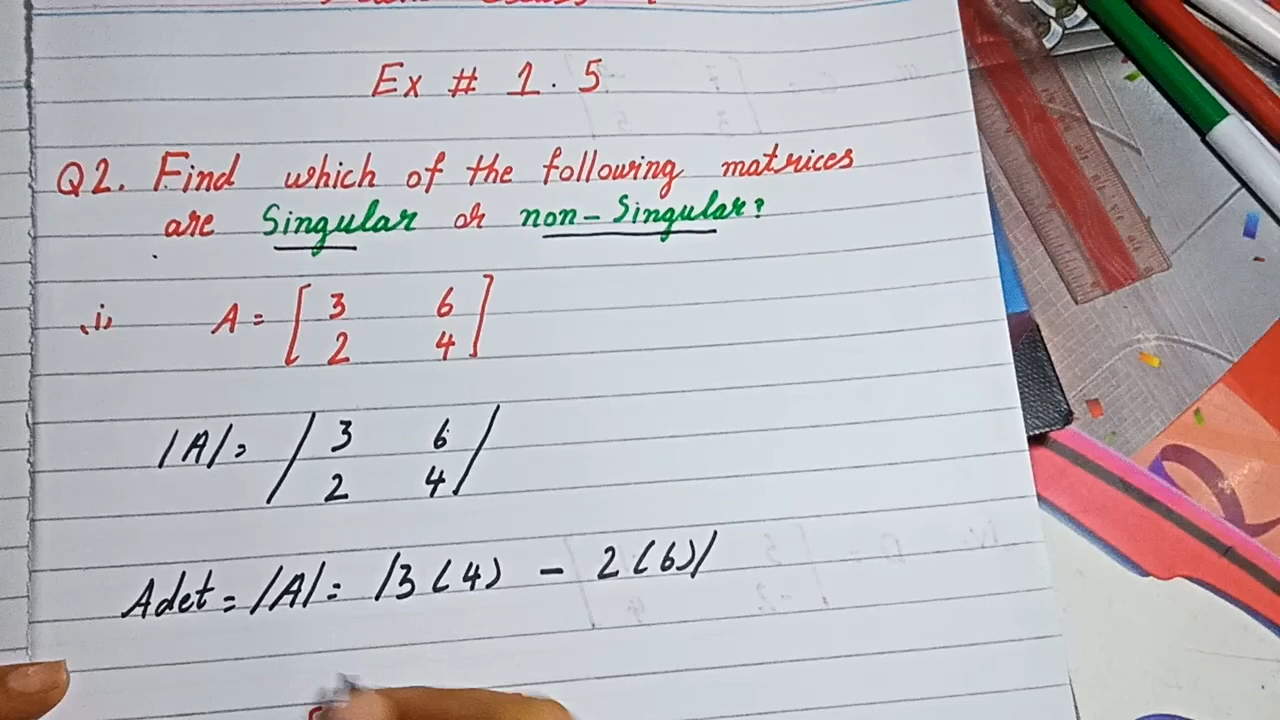 Ex # 1.5
Q2. Find which of the following matrices
are Singular or non-Singular?
(i) A = [ 3 6
2 4 ]
|A| = | 3 6
2 4 |
Adet = |A| = |3(4) - 2(6)|